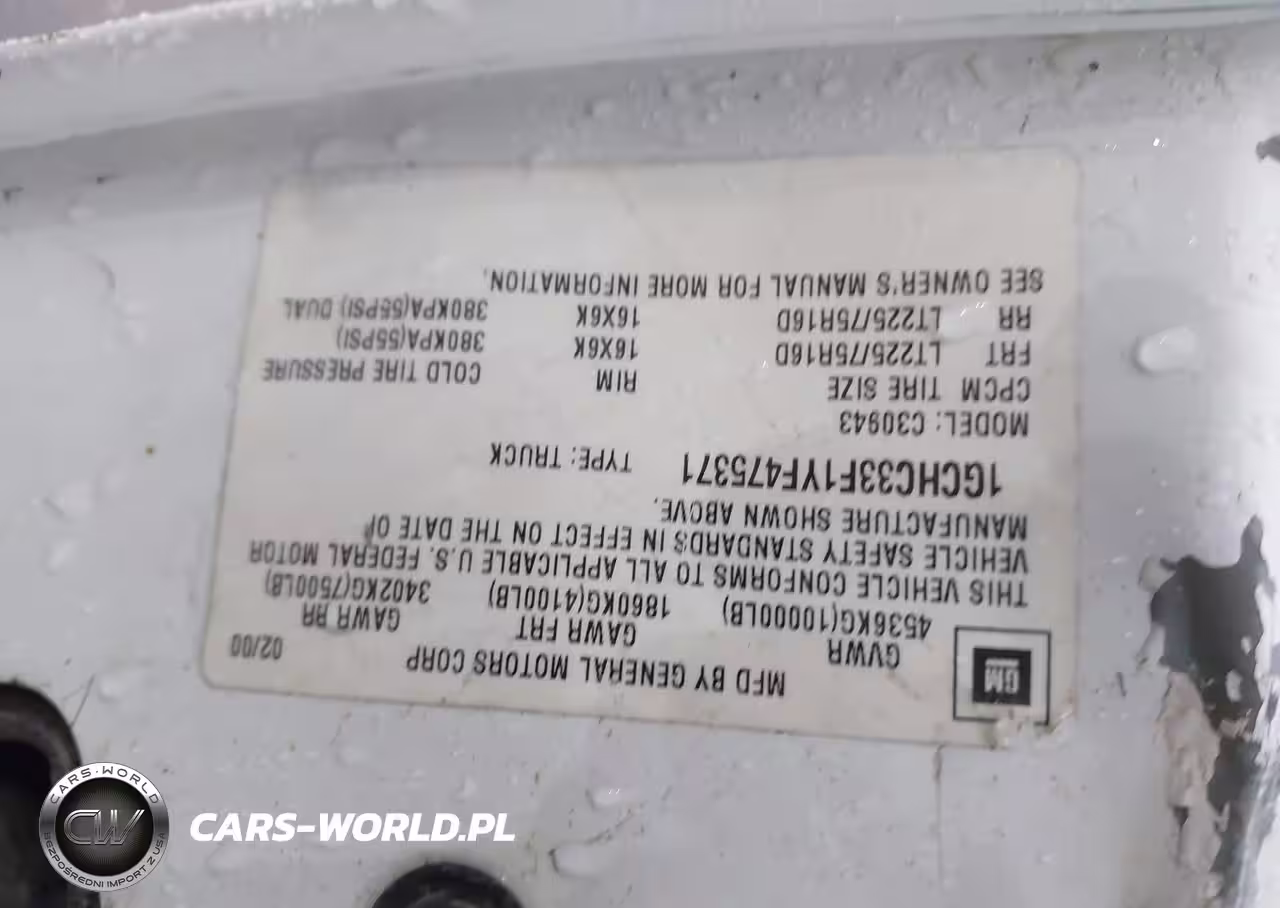 MFD BY GENERAL MOTORS CORP 02/00
GM
GVWR GAWR FRT GAWR RR
4536KG(10000LB) 1860KG(4100LB) 3402KG(7500LB)
THIS VEHICLE CONFORMS TO ALL APPLICABLE U.S. FEDERAL MOTOR
VEHICLE SAFETY STANDARDS IN EFFECT ON THE DATE OF
MANUFACTURE SHOWN ABOVE.
1GCHC33F1YF475371 TYPE: TRUCK
MODEL: C30943
CPCM TIRE SIZE RIM COLD TIRE PRESSURE
FRT LT225/75R16D 16X6K 380KPA(55PSI)
RR LT225/75R16D 16X6K 380KPA(55PSI) DUAL
SEE OWNER'S MANUAL FOR MORE INFORMATION.
CARS-WORLD
CW
BEZPOŚREDNI IMPORT Z USA
CARS-WORLD.PL